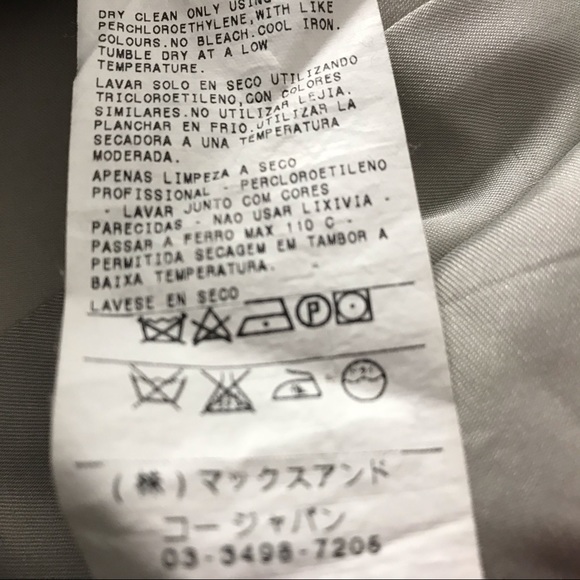 DRY CLEAN ONLY USING
PERCHLOROETHYLENE,WITH LIKE
COLOURS.NO BLEACH.COOL IRON.
TUMBLE DRY AT A LOW
TEMPERATURE.
LAVAR SOLO EN SECO UTILIZANDO
TRICLOROETILENO,CON COLORES
SIMILARES.NO UTILIZAR LEJIA.
PLANCHAR EN FRIO.UTILIZAR LA
SECADORA A UNA TEMPERATURA
MODERADA.
APENAS LIMPEZA A SECO
PROFISSIONAL - PERCLOROETILENO
- LAVAR JUNTO COM CORES
PARECIDAS - NAO USAR LIXIVIA -
PASSAR A FERRO MAX 110 C -
PERMITIDA SECAGEM EM TAMBOR A
BAIXA TEMPERATURA.
LAVESE EN SECO
P
(株)マックスアンド
コー ジャパン
03-3498-7205